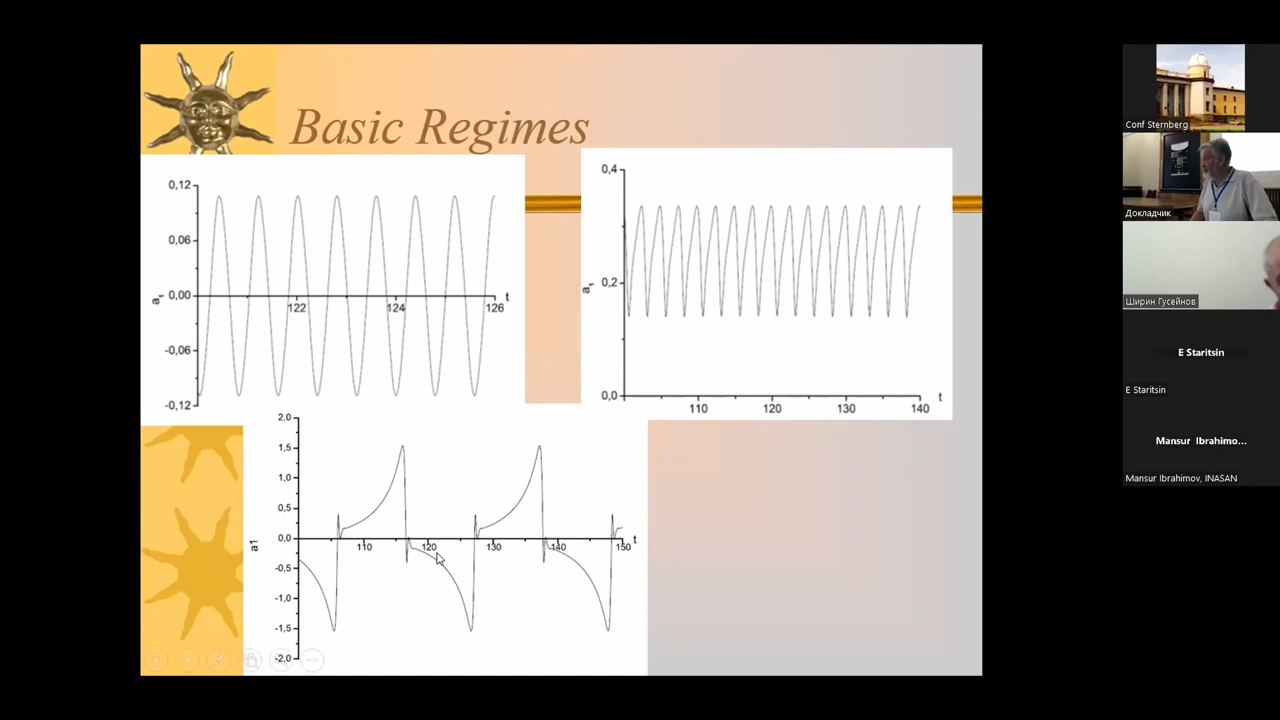 Basic Regimes
0,12
0,06
0,00
-0,06
-0,12
a1
122
124
126
t
0,4
0,2
0,0
a1
110
120
130
140
t
2,0
1,5
1,0
0,5
0,0
-0,5
-1,0
-1,5
-2,0
a1
110
120
130
140
150
t
Conf Sternberg
Докладчик
Ширин Гусейнов
E Staritsin
E Staritsin
Mansur Ibrahimo...
Mansur Ibrahimov, INASAN